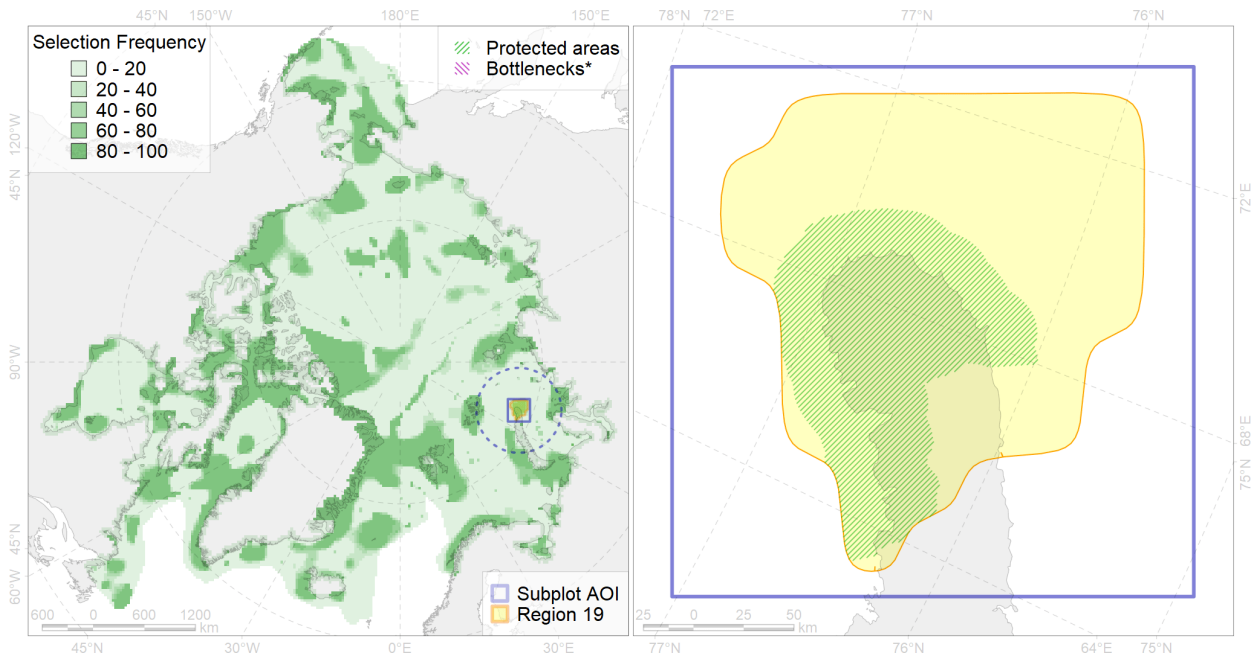 45°N 150°W 180°E 150°E 78°N 72°E 77°N 76°N
Selection Frequency
0 - 20
20 - 40
40 - 60
60 - 80
80 - 100
Protected areas
Bottlenecks*
120°W
45°N
90°W
45°N
60°W
72°E
68°E
75°N
Subplot AOI
Region 19
600 0 600 1200
km
25 0 25 50
km
45°N 30°W 0°E 30°E 77°N 76°N 64°E 75°N